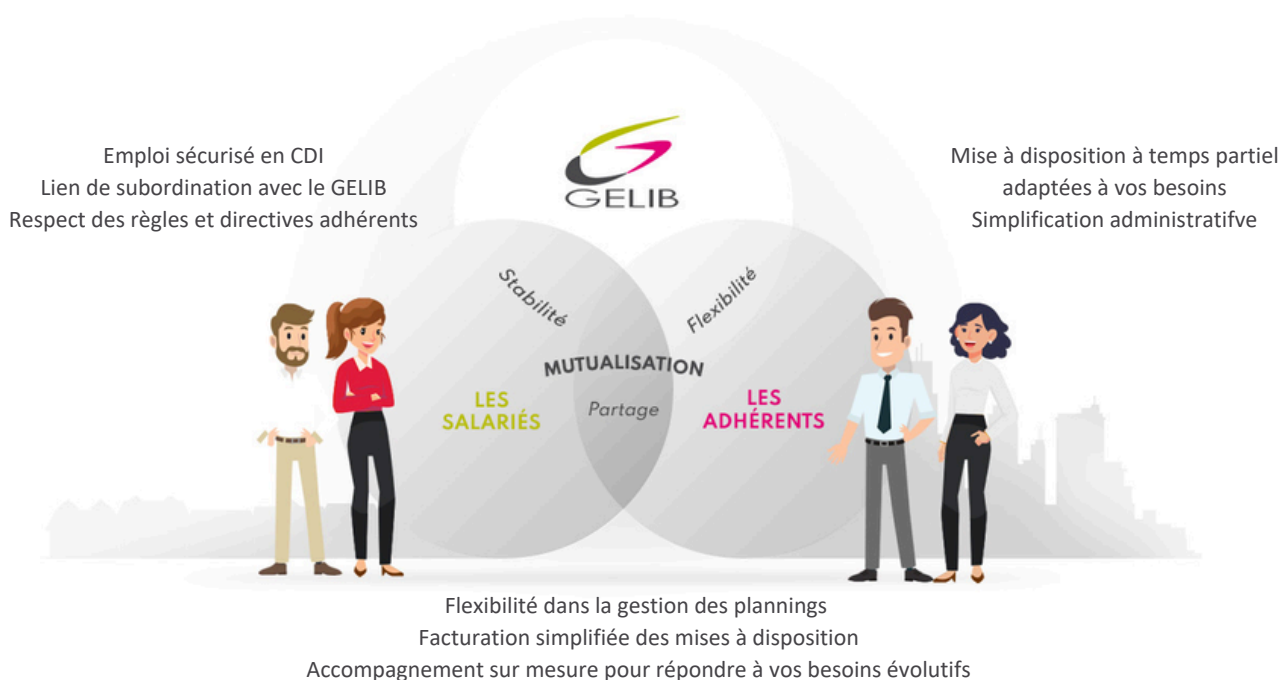 GELIB
Emploi sécurisé en CDI
Lien de subordination avec le GELIB
Respect des règles et directives adhérents
Mise à disposition à temps partiel
adaptées à vos besoins
Simplification administratifve
Stabilité
Flexibilité
MUTUALISATION
Partage
LES
SALARIÉS
LES
ADHÉRENTS
Flexibilité dans la gestion des plannings
Facturation simplifiée des mises à disposition
Accompagnement sur mesure pour répondre à vos besoins évolutifs